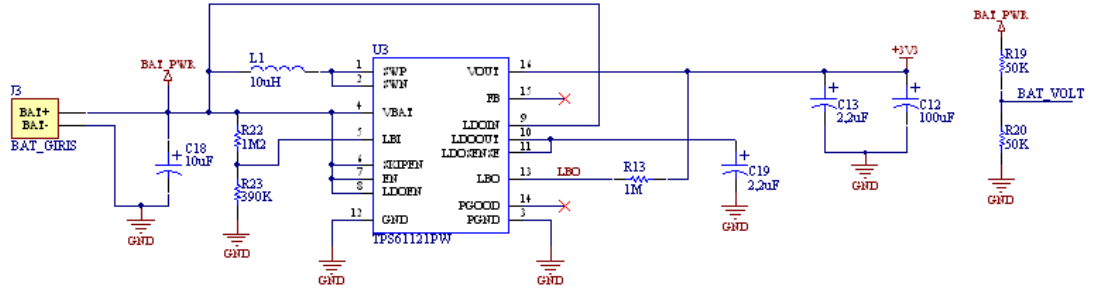 BAT_PWR
L1
10uH
U3
1 SWP VOUT 16
2 SWN
FB 15
4 VBAT
LDOIN 9
5 LBI LDOOUT 10
LDOSENSE 11
6 SKIPEN
7 EN LBO 13
8 LDOEN
PGOOD 14
12 GND PGND 3
TPS61121PW
J3
BAT+
BAT-
BAT_GIRIS
C18
10uF
R22
1M2
R23
390K
GND
GND
GND
GND
LBO
R13
1M
C19
2,2uF
GND
+3V3
C13
2,2uF
C12
100uF
GND
BAT_PWR
R19
50K
BAT_VOLT
R20
50K
GND